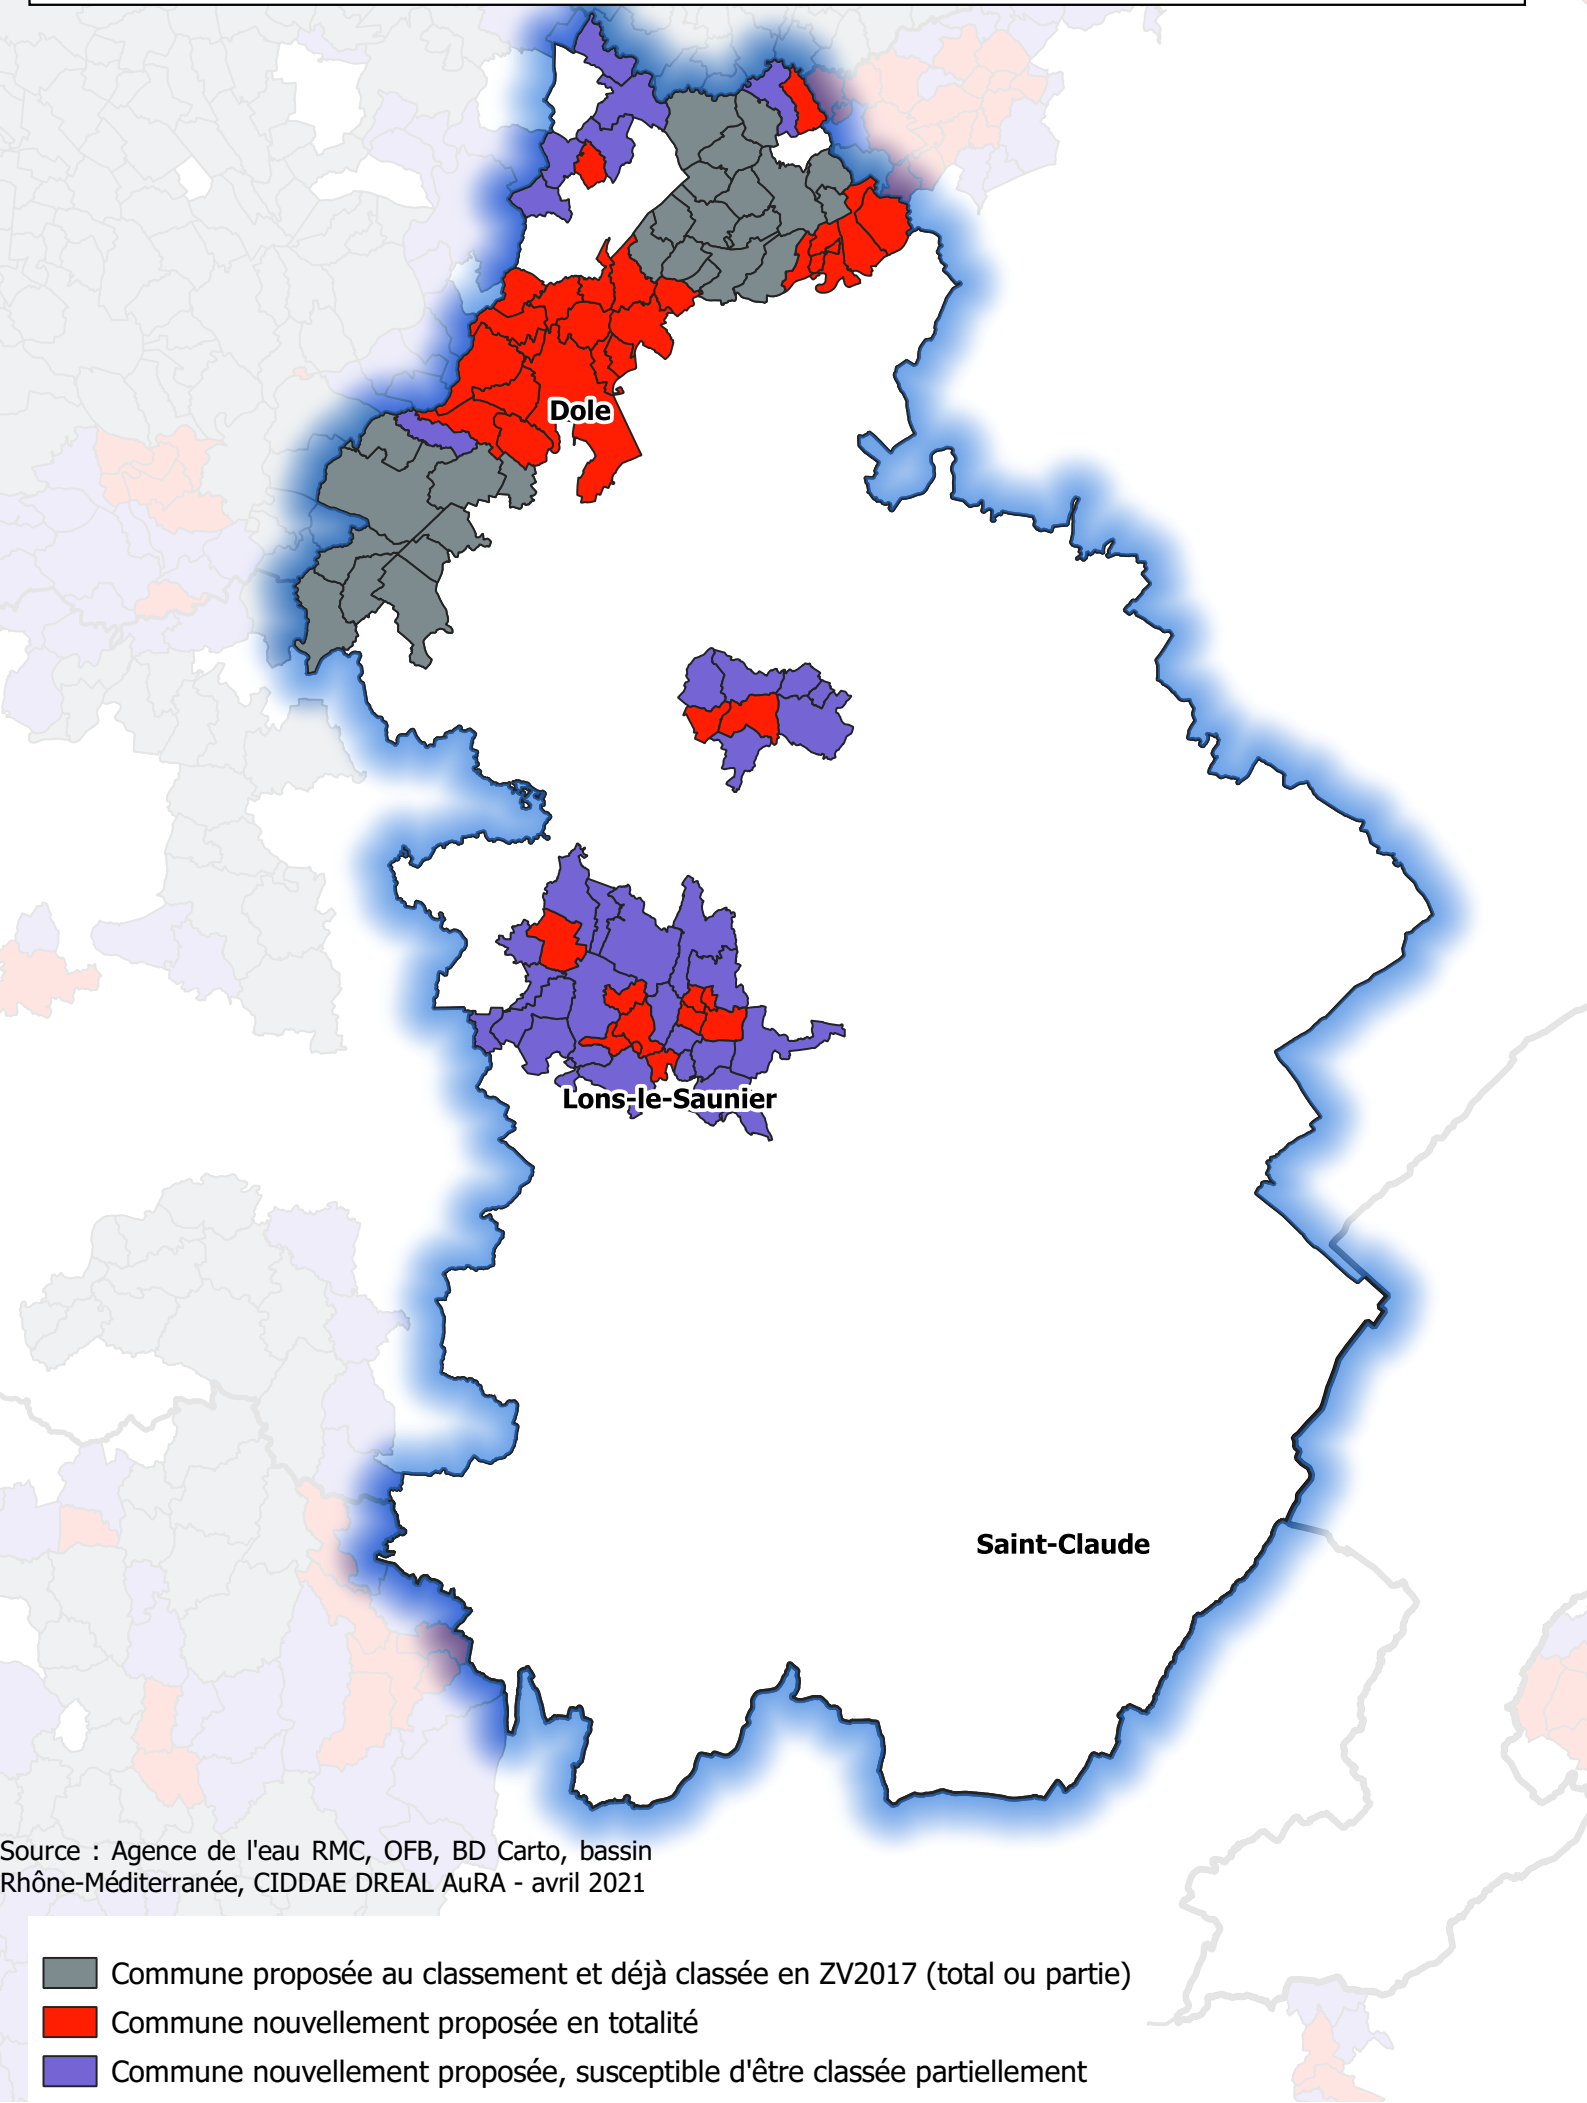 Dole
Lons-le-Saunier
Saint-Claude
Source : Agence de l'eau RMC, OFB, BD Carto, bassin
Rhône-Méditerranée, CIDDAE DREAL AuRA - avril 2021
Commune proposée au classement et déjà classée en ZV2017 (total ou partie)
Commune nouvellement proposée en totalité
Commune nouvellement proposée, susceptible d'être classée partiellement